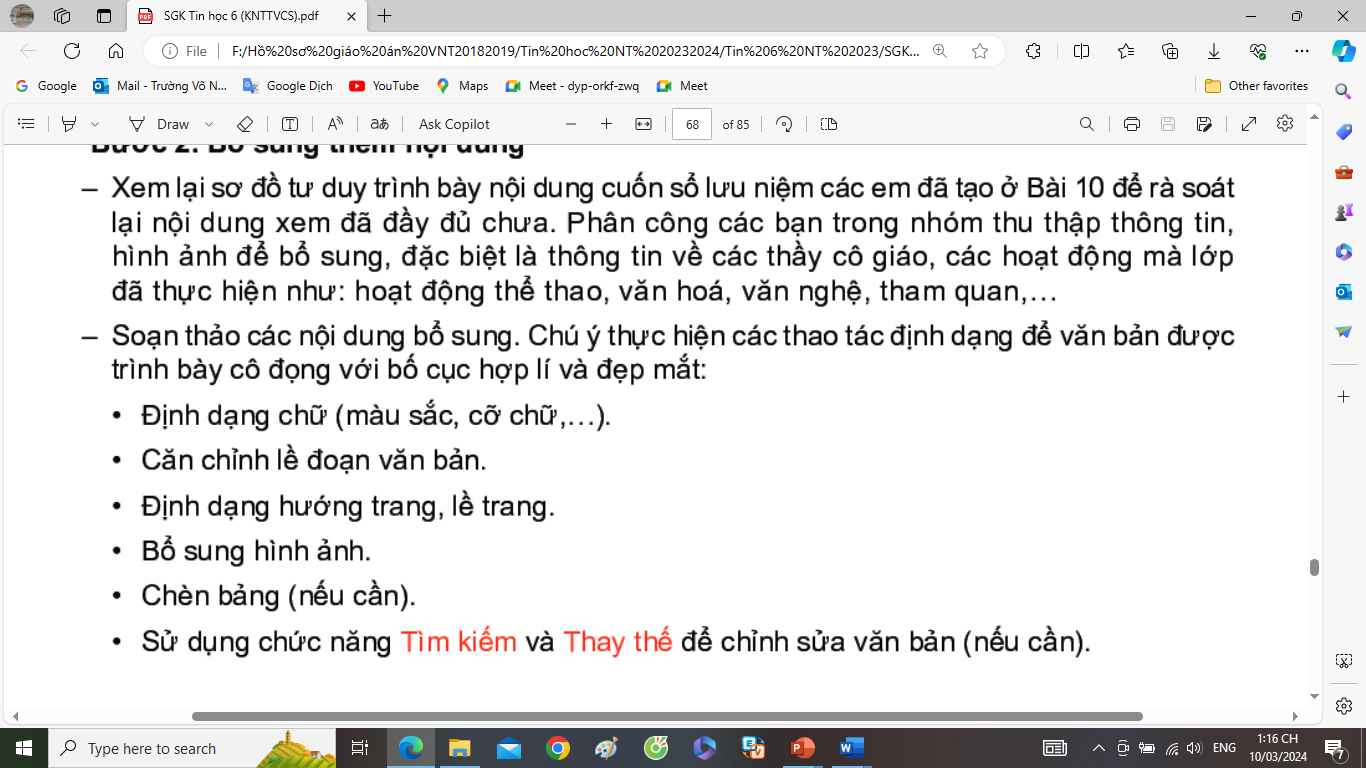 SGK Tin học 6 (KNTTVCS).pdf
File
F:/Hồ%20sơ%20giáo%20án%20VNT20182019/Tin%20hoc%20NT%2020232024/Tin%206%20NT%202023/SGK...
Google
Mail - Trường Võ N...
Google Dịch
YouTube
Maps
Meet - dyp-orkf-zwq
Meet
Other favorites
Draw
Ask Copilot
68
of 85
Bước 2. Bổ sung thêm nội dung
– Xem lại sơ đồ tư duy trình bày nội dung cuốn sổ lưu niệm các em đã tạo ở Bài 10 để rà soát
lại nội dung xem đã đầy đủ chưa. Phân công các bạn trong nhóm thu thập thông tin,
hình ảnh để bổ sung, đặc biệt là thông tin về các thầy cô giáo, các hoạt động mà lớp
đã thực hiện như: hoạt động thể thao, văn hoá, văn nghệ, tham quan,…
– Soạn thảo các nội dung bổ sung. Chú ý thực hiện các thao tác định dạng để văn bản được
trình bày cô đọng với bố cục hợp lí và đẹp mắt:
• Định dạng chữ (màu sắc, cỡ chữ,…).
• Căn chỉnh lề đoạn văn bản.
• Định dạng hướng trang, lề trang.
• Bổ sung hình ảnh.
• Chèn bảng (nếu cần).
• Sử dụng chức năng Tìm kiếm và Thay thế để chỉnh sửa văn bản (nếu cần).
Type here to search
ENG
1:16 CH
10/03/2024
7